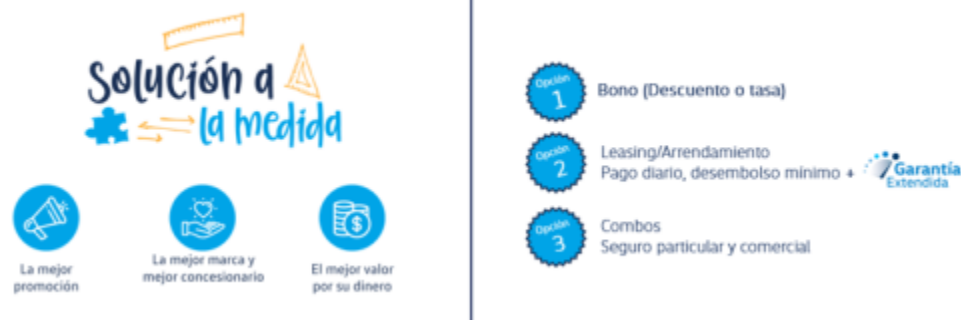 Solución a
la medida
La mejor
promoción
La mejor marca y
mejor concesionario
El mejor valor
por su dinero
Opción
1
Bono (Descuento o tasa)
Opción
2
Leasing/Arrendamiento
Pago diario, desembolso mínimo +
Garantía
Extendida
Opción
3
Combos
Seguro particular y comercial